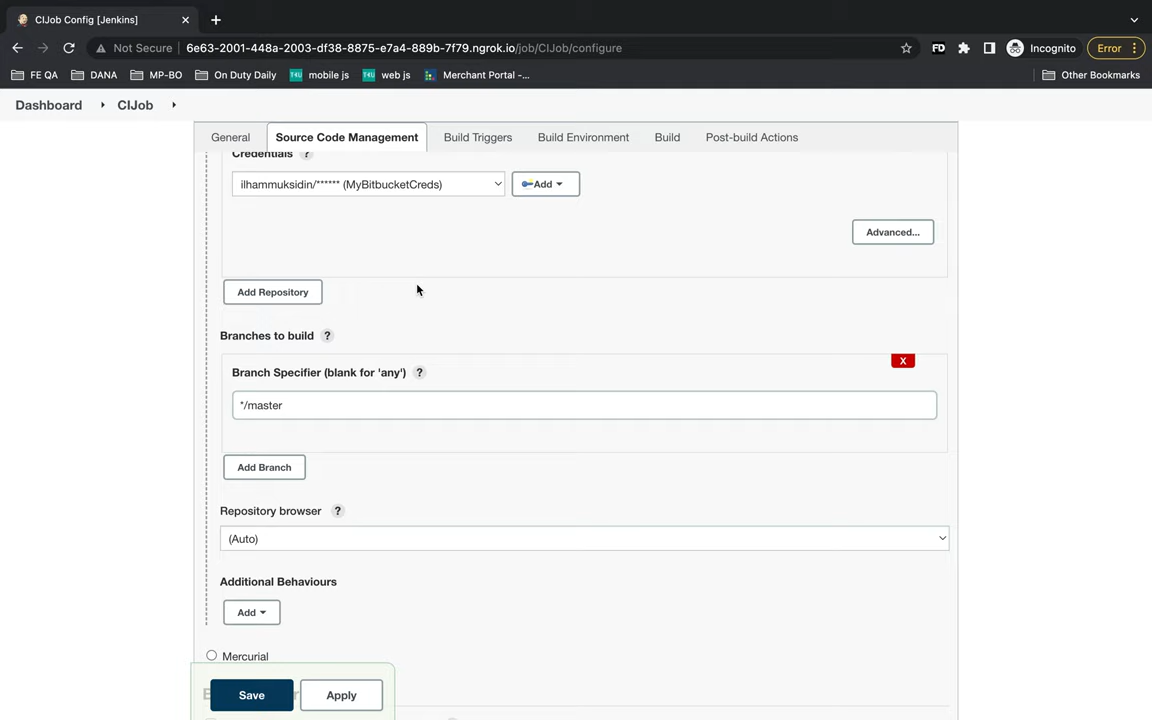 CIJob Config [Jenkins]
Not Secure 6e63-2001-448a-2003-df38-8875-e7a4-889b-7f79.ngrok.io/job/CIJob/configure FD Incognito Error
FE QA DANA MP-BO On Duty Daily T4U mobile js T4U web js Merchant Portal -... Other Bookmarks
Dashboard CIJob
General Source Code Management Build Triggers Build Environment Build Post-build Actions
Credentials ?
ilhammuksidin/****** (MyBitbucketCreds) Add
Advanced...
Add Repository
Branches to build ?
X
Branch Specifier (blank for 'any') ?
*/master
Add Branch
Repository browser ?
(Auto)
Additional Behaviours
Add
Mercurial
Save Apply